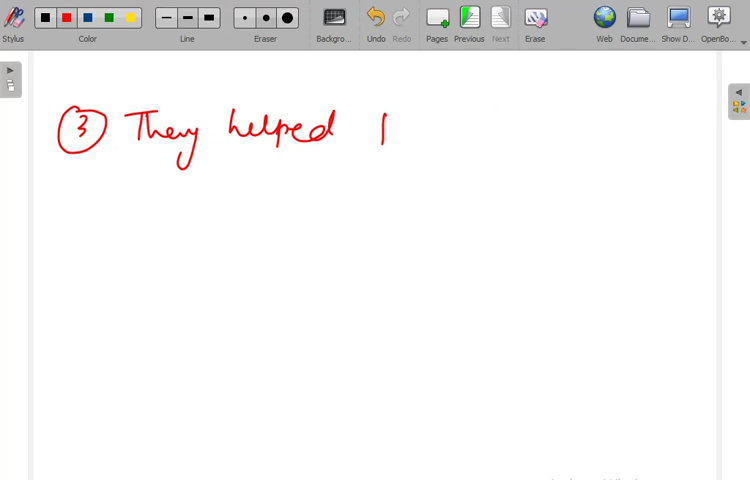 Stylus
Color
Line
Eraser
Backgro...
Undo
Redo
Pages
Previous
Next
Erase
Web
Docume...
Show D...
OpenBo...
③ They helped